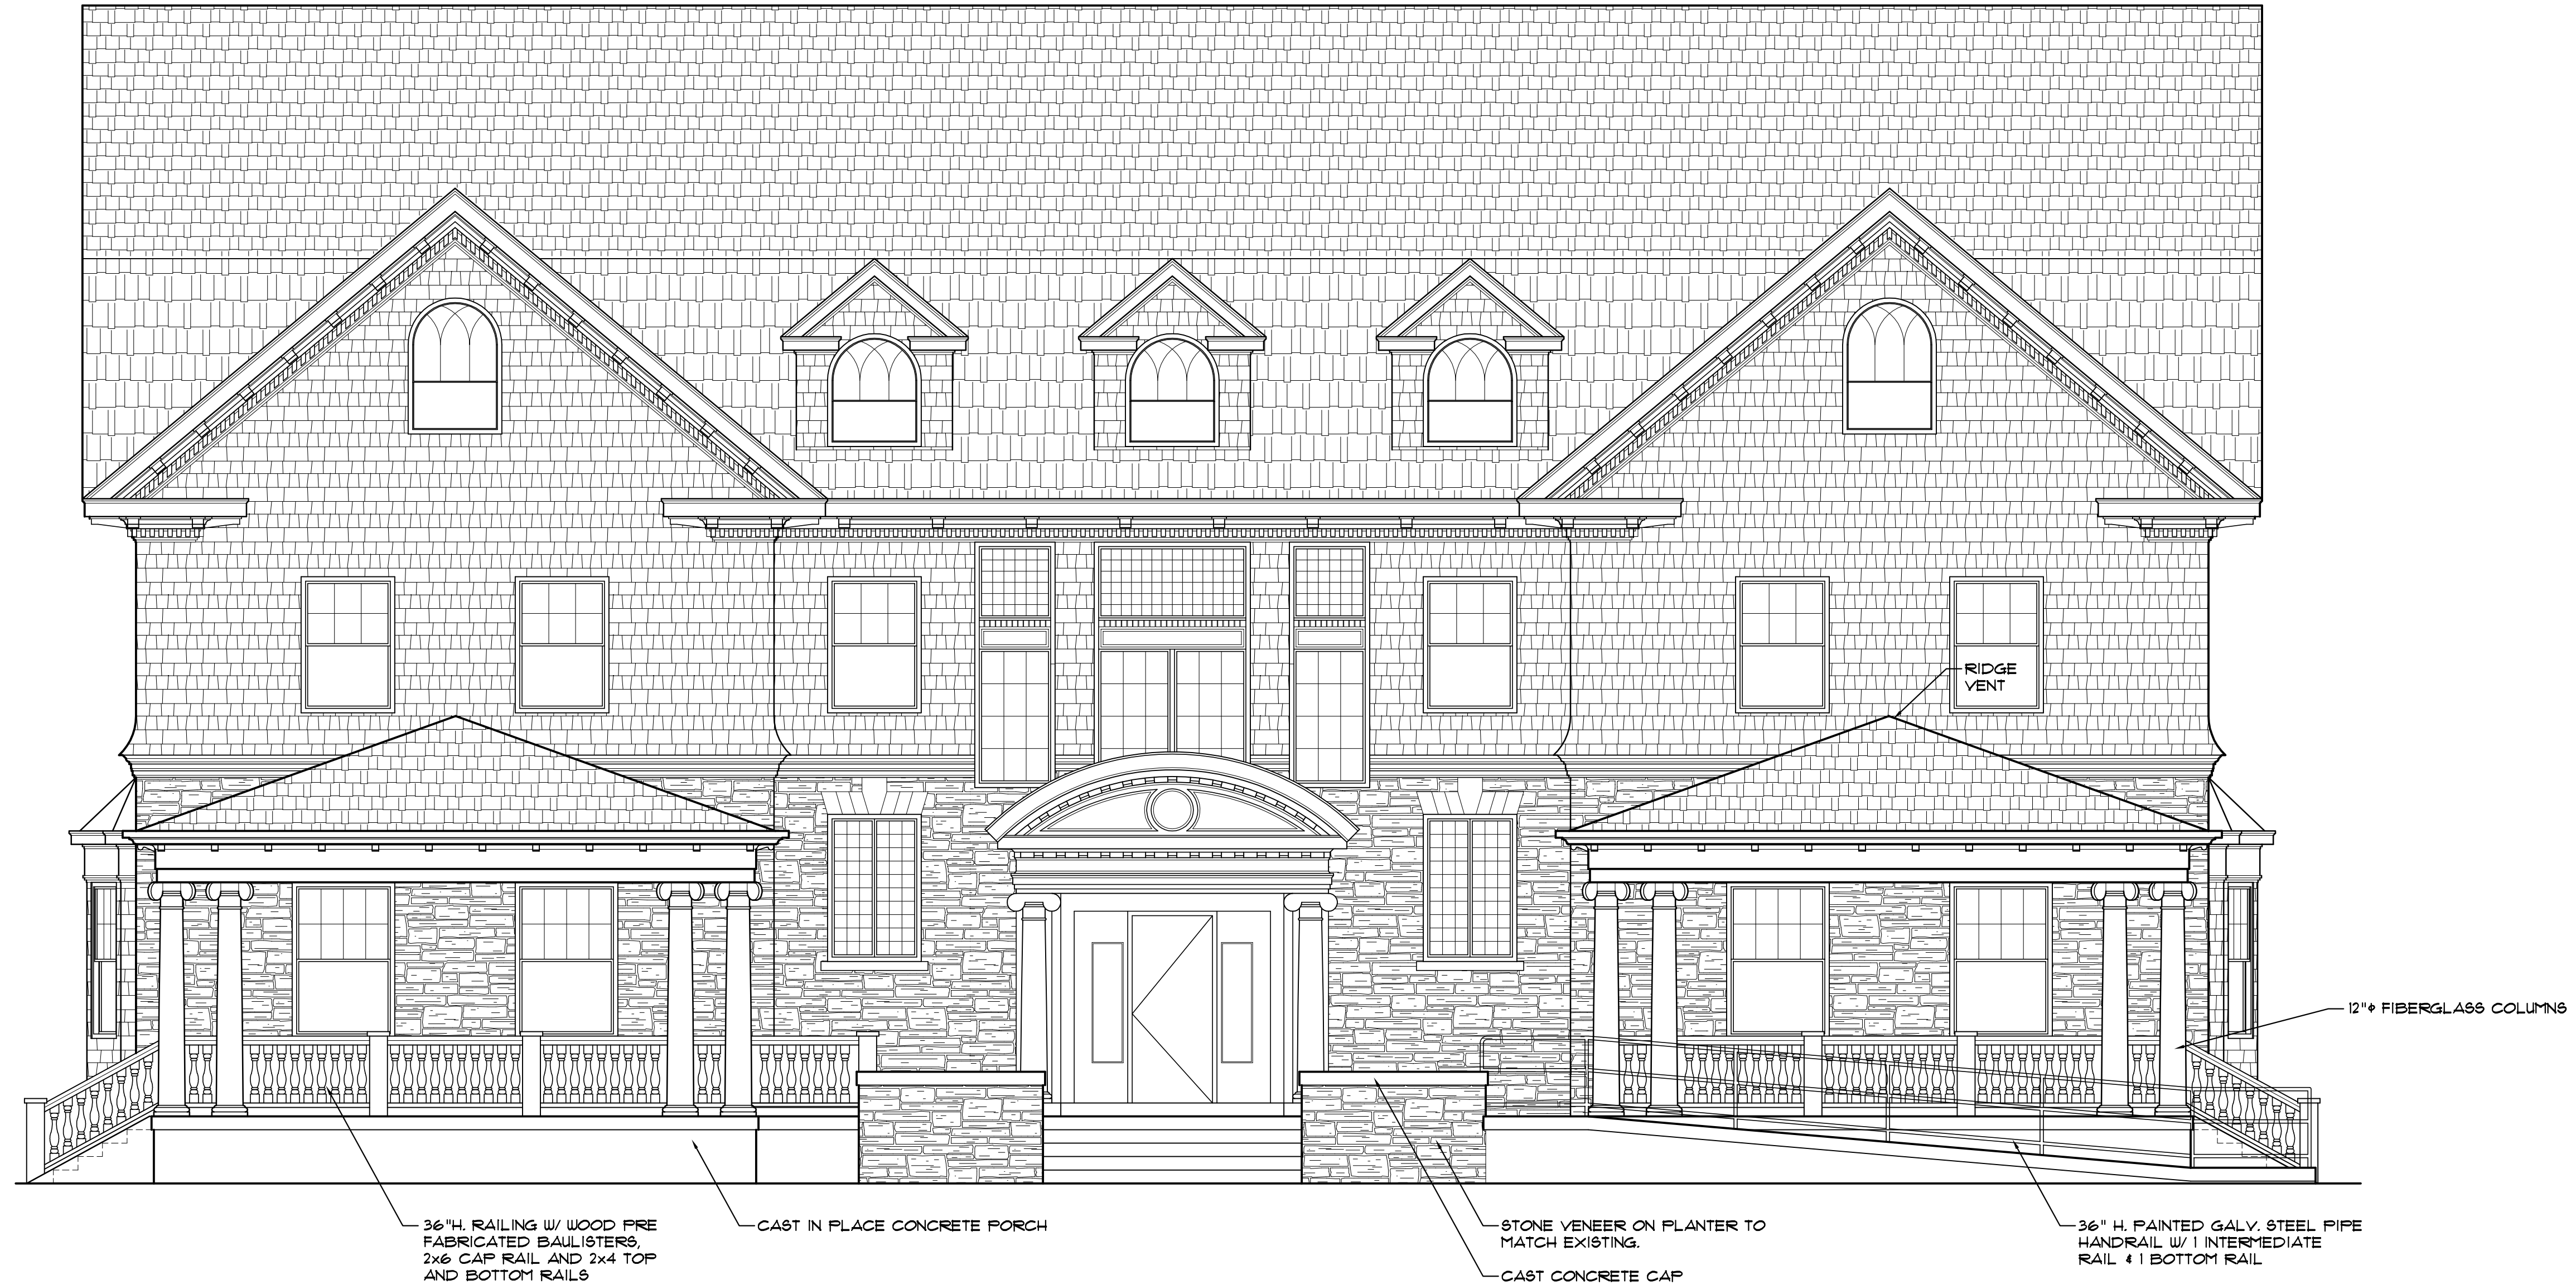 RIDGE
VENT
12"ϕ FIBERGLASS COLUMNS
36"H. RAILING W/ WOOD PRE
FABRICATED BAULISTERS,
2x6 CAP RAIL AND 2x4 TOP
AND BOTTOM RAILS
CAST IN PLACE CONCRETE PORCH
STONE VENEER ON PLANTER TO
MATCH EXISTING.
CAST CONCRETE CAP
36" H. PAINTED GALV. STEEL PIPE
HANDRAIL W/ 1 INTERMEDIATE
RAIL & 1 BOTTOM RAIL